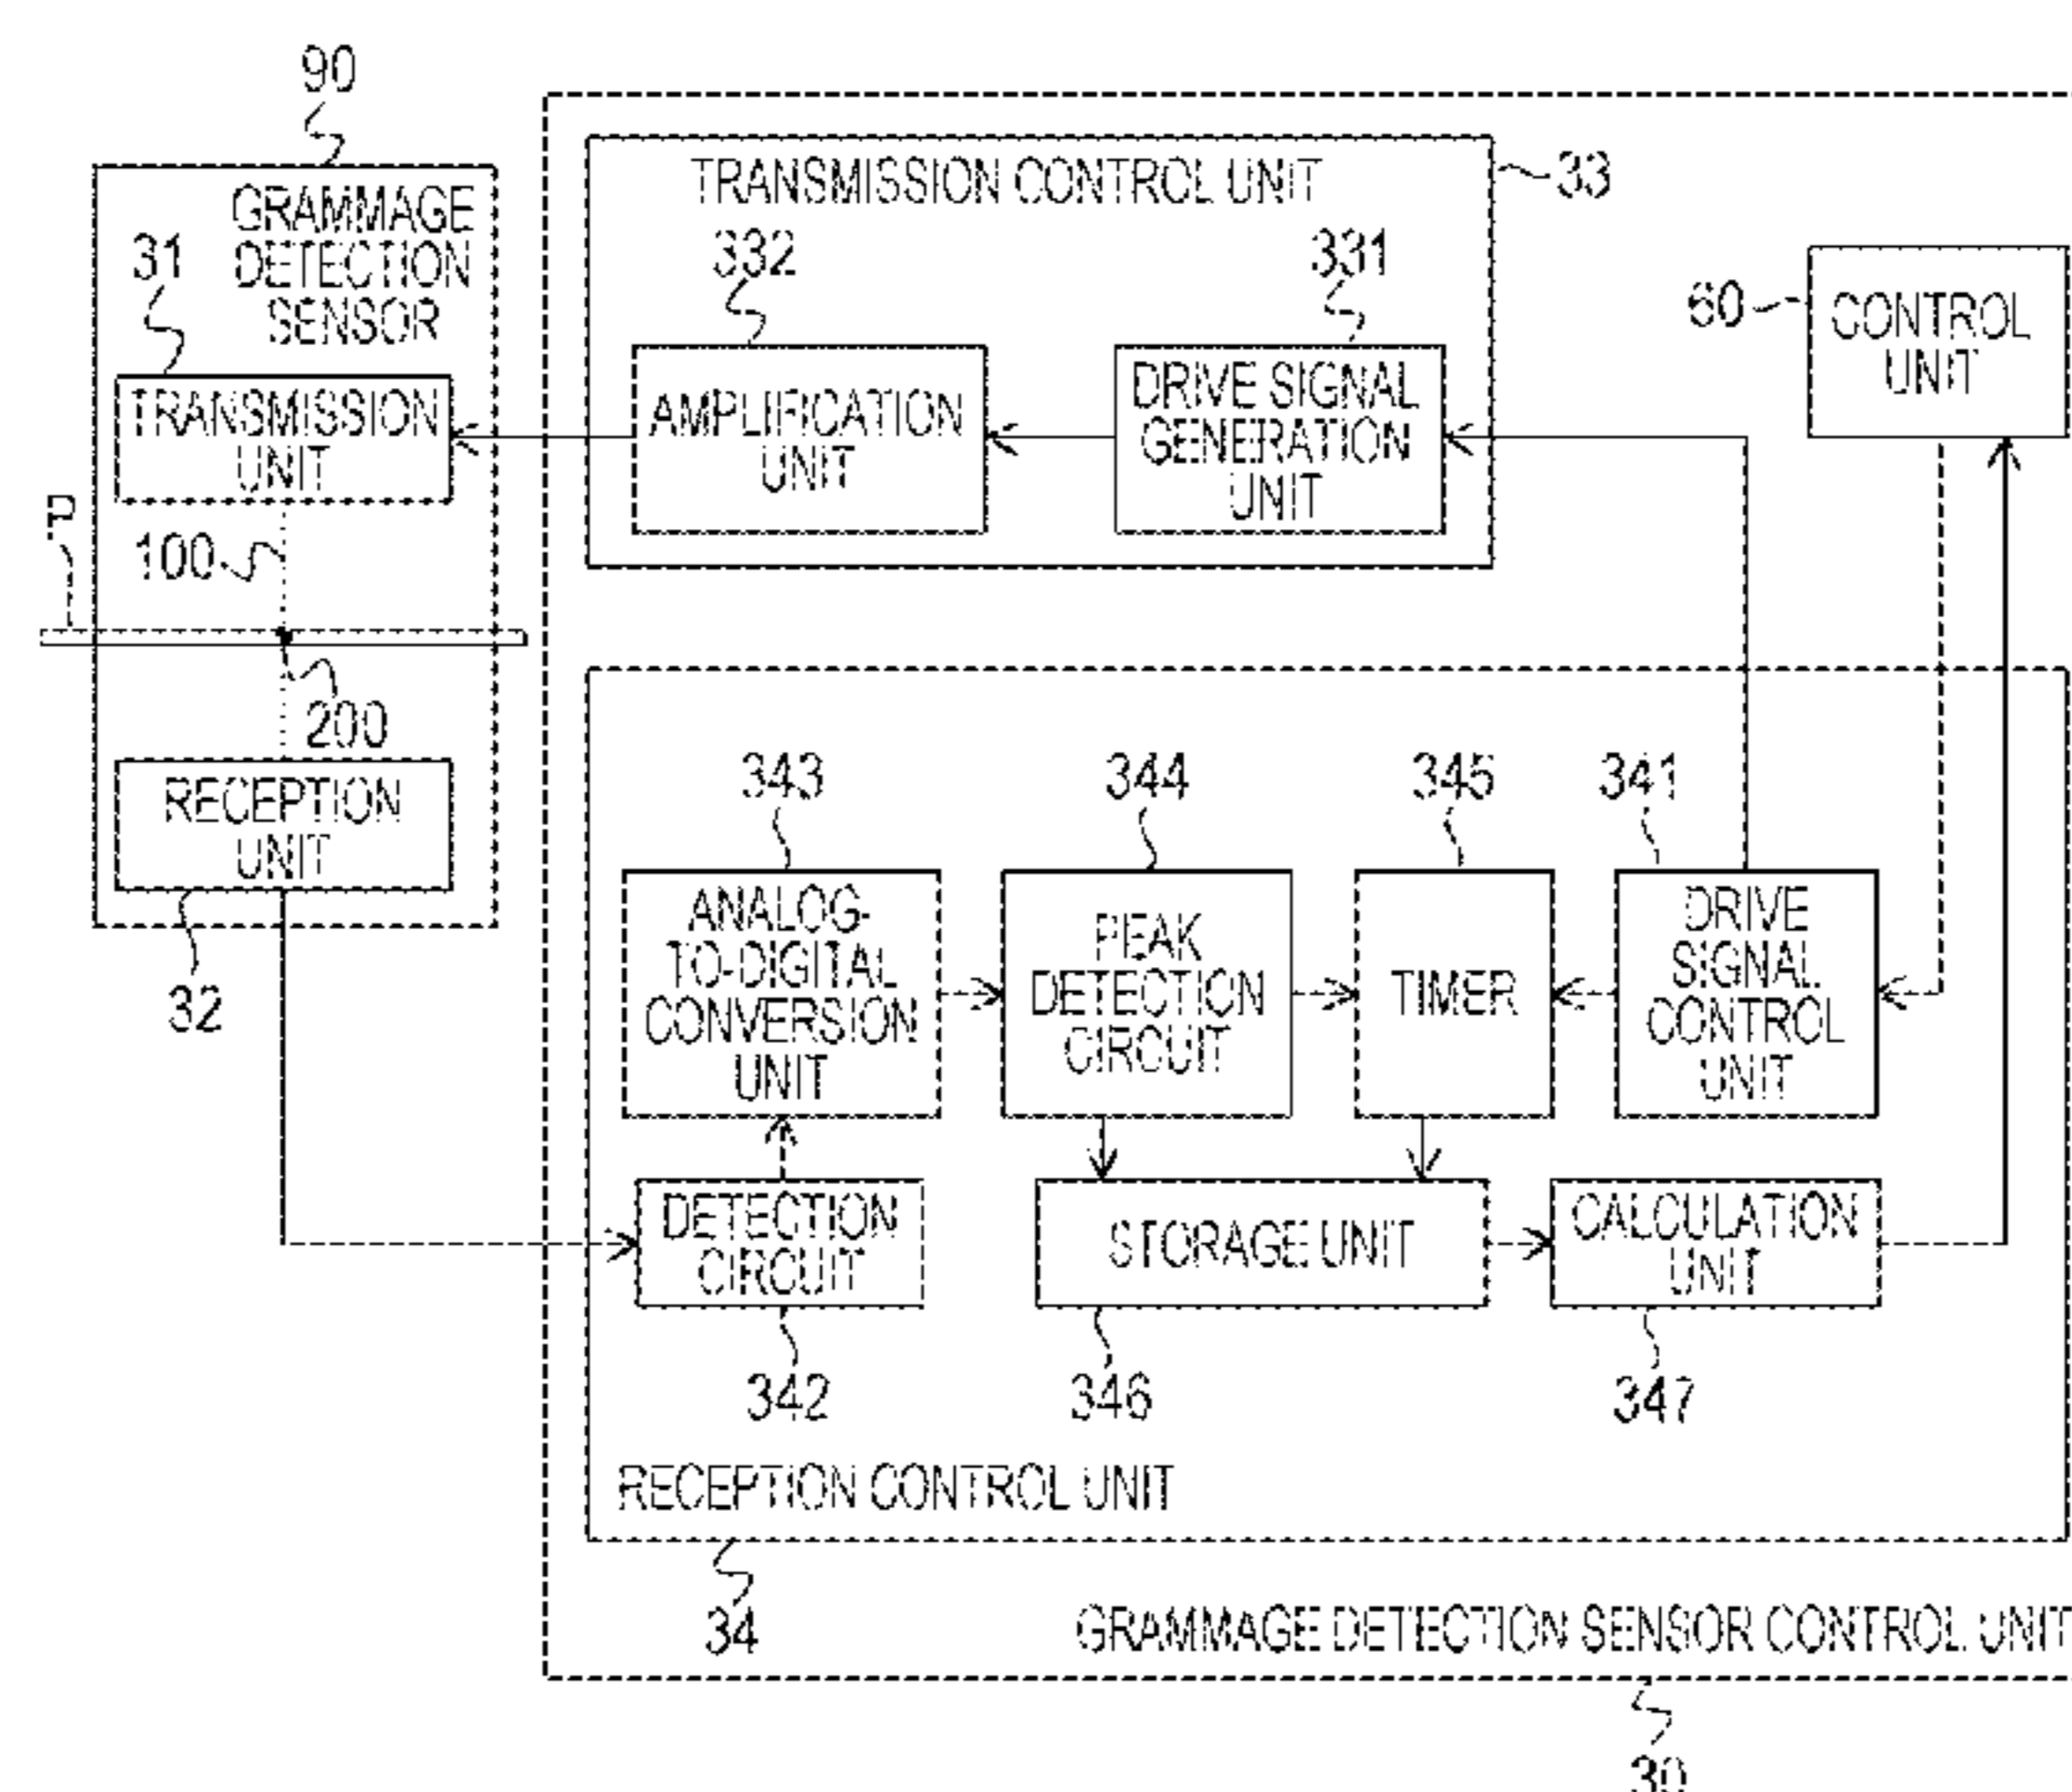 90
GRAMMAGE
DETECTION
SENSOR
31
TRANSMISSION
UNIT
P
100
200
RECEPTION
UNIT
32
TRANSMISSION CONTROL UNIT
33
332
AMPLIFICATION
UNIT
331
DRIVE SIGNAL
GENERATION
UNIT
60
CONTROL
UNIT
343
ANALOG-
TO-DIGITAL
CONVERSION
UNIT
344
PEAK
DETECTION
CIRCUIT
345
TIMER
341
DRIVE
SIGNAL
CONTROL
UNIT
DETECTION
CIRCUIT
342
STORAGE UNIT
346
CALCULATION
UNIT
347
RECEPTION CONTROL UNIT
34
GRAMMAGE DETECTION SENSOR CONTROL UNIT
30